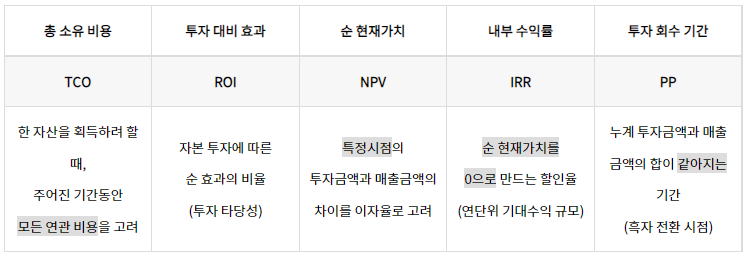 총 소유 비용
투자 대비 효과
순 현재가치
내부 수익률
투자 회수 기간
TCO
ROI
NPV
IRR
PP
한 자산을 획득하려 할
때,
주어진 기간동안
모든 연관 비용을 고려
자본 투자에 따른
순 효과의 비율
(투자 타당성)
특정시점의
투자금액과 매출금액의
차이를 이자율로 고려
순 현재가치를
0으로 만드는 할인율
(연단위 기대수익 규모)
누계 투자금액과 매출
금액의 합이 같아지는
기간
(흑자 전환 시점)